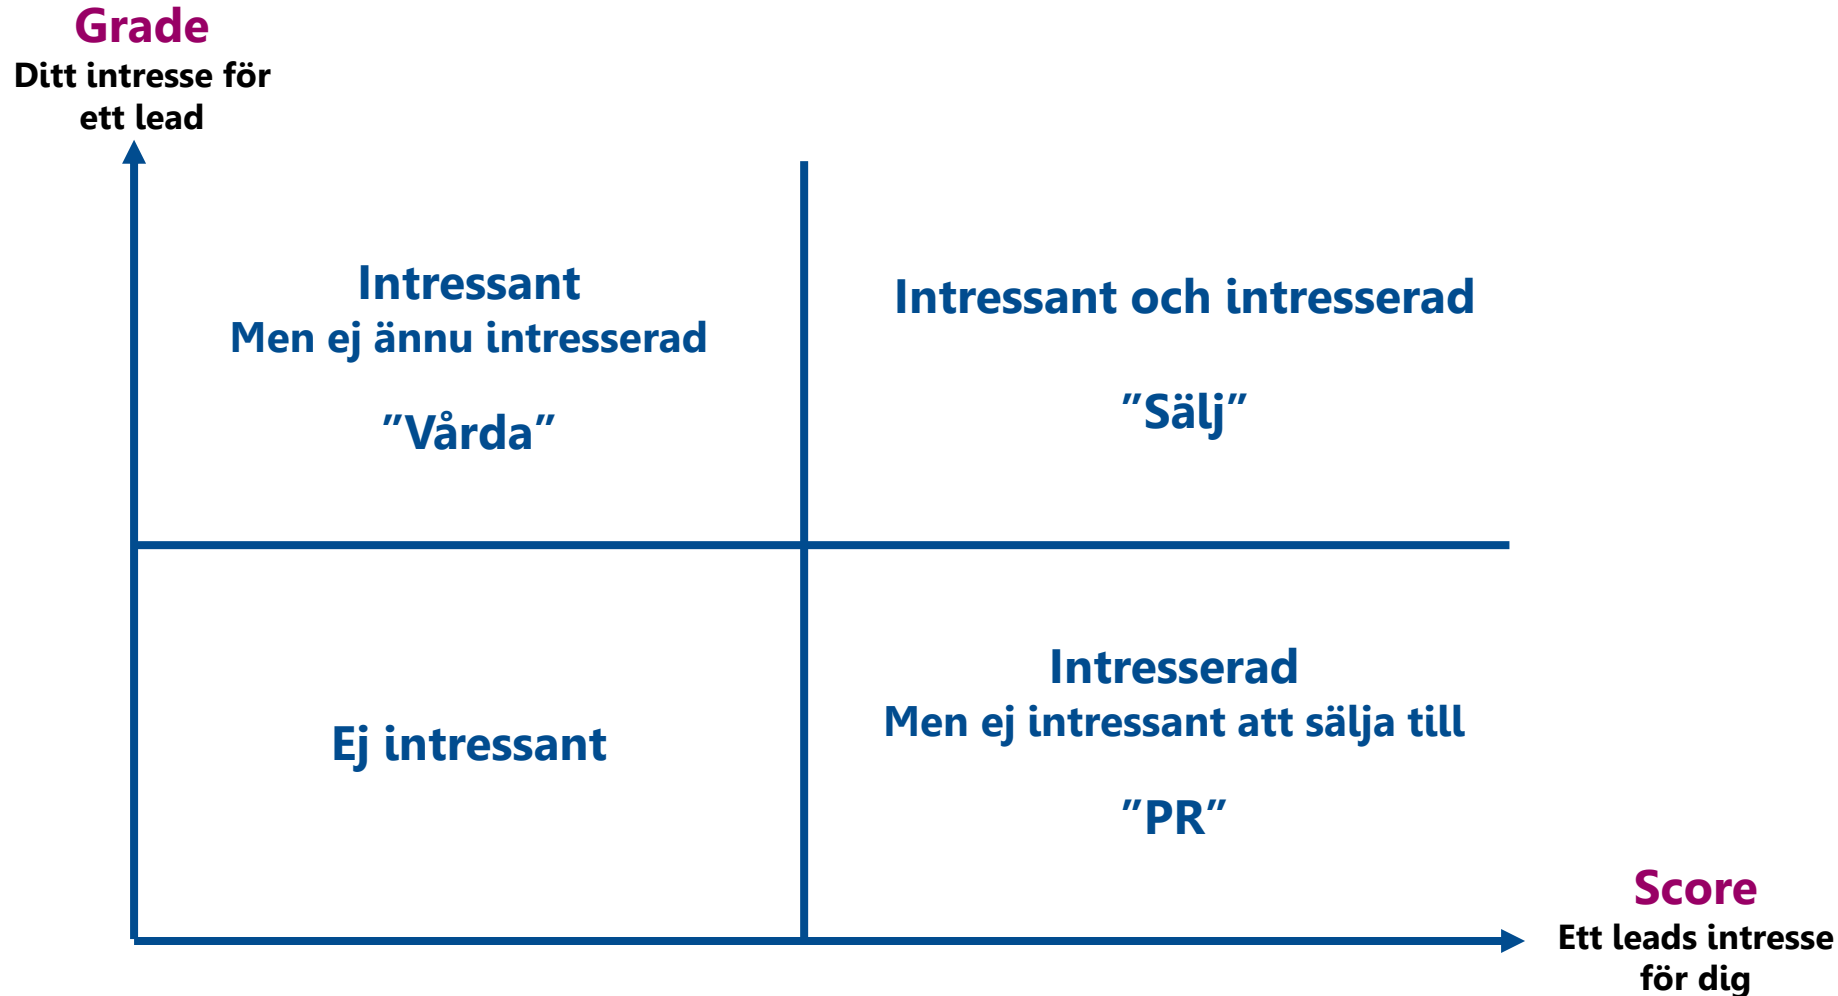 Grade
Ditt intresse för
ett lead
Intressant
Men ej ännu intresserad
”Vårda”
Intressant och intresserad
”Sälj”
Ej intressant
Intresserad
Men ej intressant att sälja till
”PR”
Score
Ett leads intresse
för dig